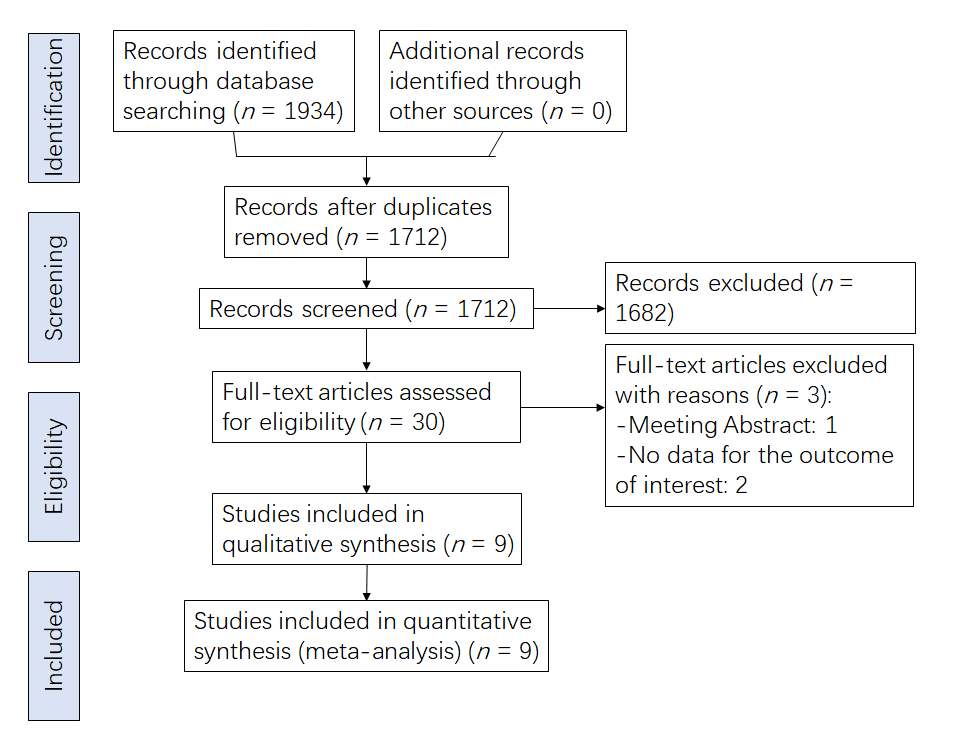 Identification
Records identified
through database
searching (n = 1934)
Additional records
identified through
other sources (n = 0)
Records after duplicates
removed (n = 1712)
Screening
Records screened (n = 1712)
Records excluded (n =
1682)
Full-text articles assessed
for eligibility (n = 30)
Full-text articles excluded
with reasons (n = 3):
-Meeting Abstract: 1
-No data for the outcome
of interest: 2
Eligibility
Studies included in
qualitative synthesis (n = 9)
Included
Studies included in quantitative
synthesis (meta-analysis) (n = 9)